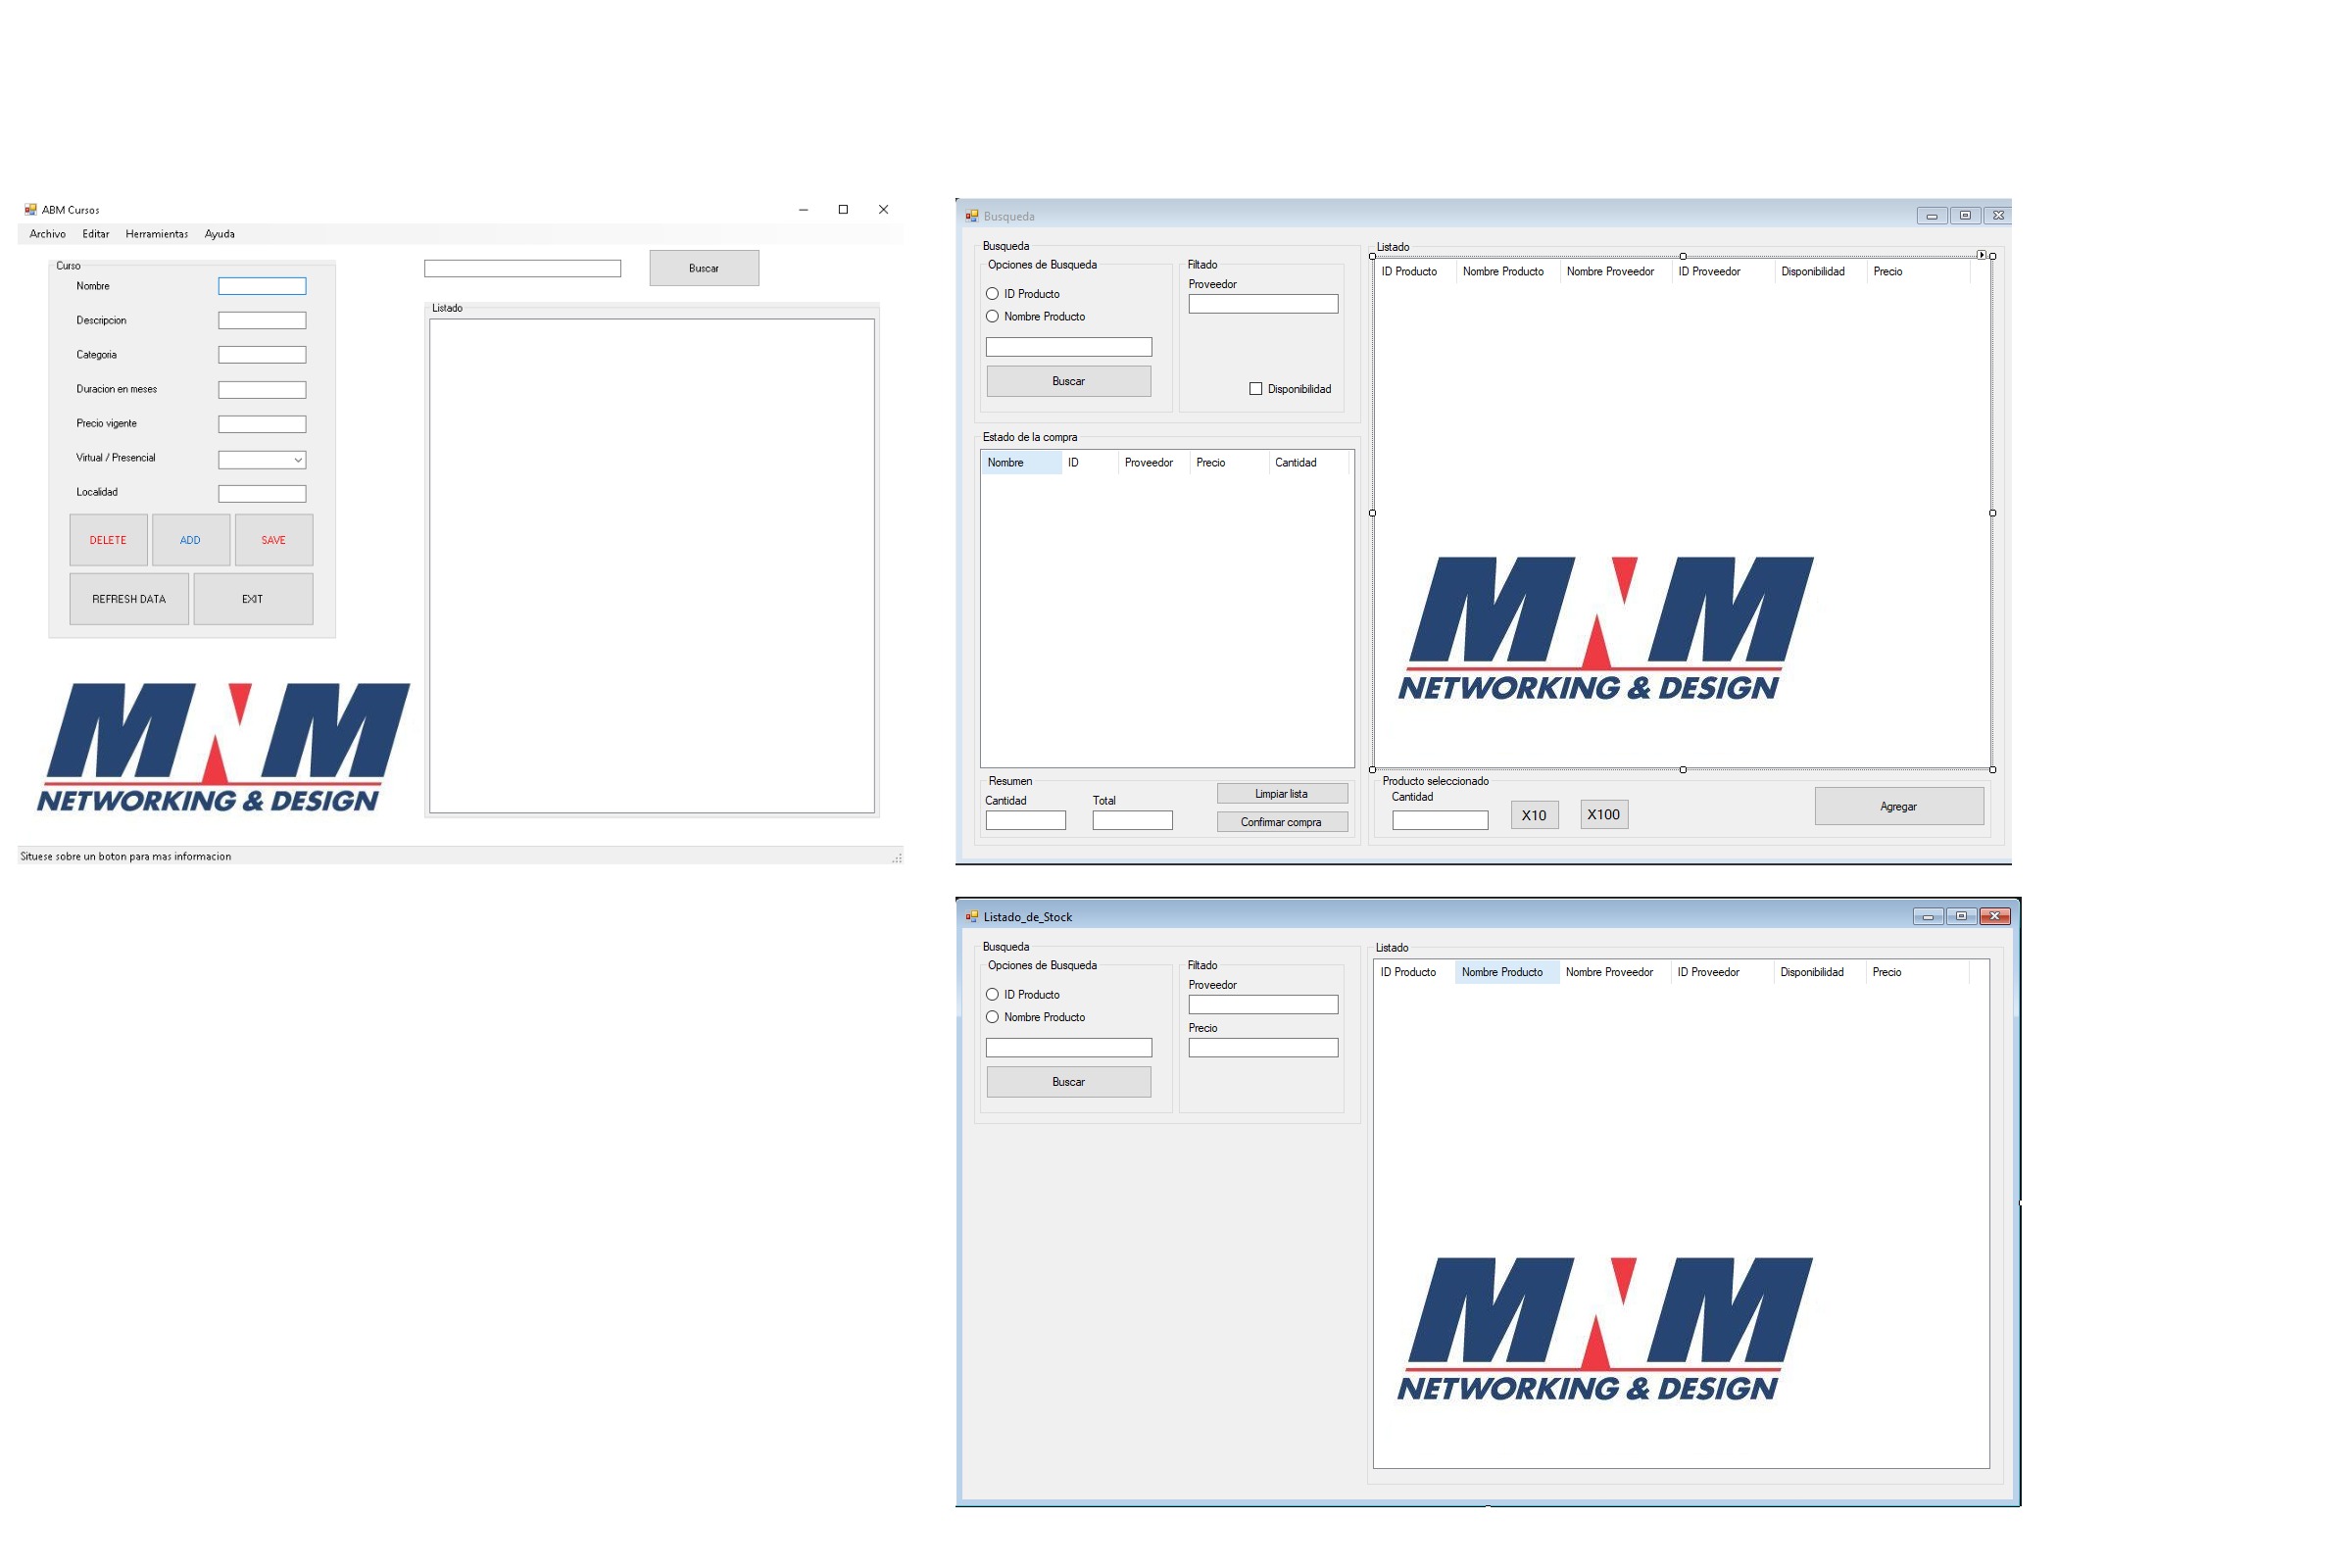 ABM Cursos
Archivo Editar Herramientas Ayuda
Curso
Nombre
Descripcion
Categoria
Duracion en meses
Precio vigente
Virtual / Presencial
Localidad
DELETE ADD SAVE
REFRESH DATA EXIT
Buscar
Listado
MNM
NETWORKING & DESIGN
Situese sobre un boton para mas informacion
Busqueda
Busqueda
Opciones de Busqueda
ID Producto
Nombre Producto
Buscar
Filtado
Proveedor
Disponibilidad
Estado de la compra
Nombre ID Proveedor Precio Cantidad
Resumen
Cantidad Total
Limpiar lista
Confirmar compra
Listado
ID Producto Nombre Producto Nombre Proveedor ID Proveedor Disponibilidad Precio
MNM
NETWORKING & DESIGN
Producto seleccionado
Cantidad
X10 X100 Agregar
Listado_de_Stock
Busqueda
Opciones de Busqueda
ID Producto
Nombre Producto
Buscar
Filtado
Proveedor
Precio
Listado
ID Producto Nombre Producto Nombre Proveedor ID Proveedor Disponibilidad Precio
MNM
NETWORKING & DESIGN